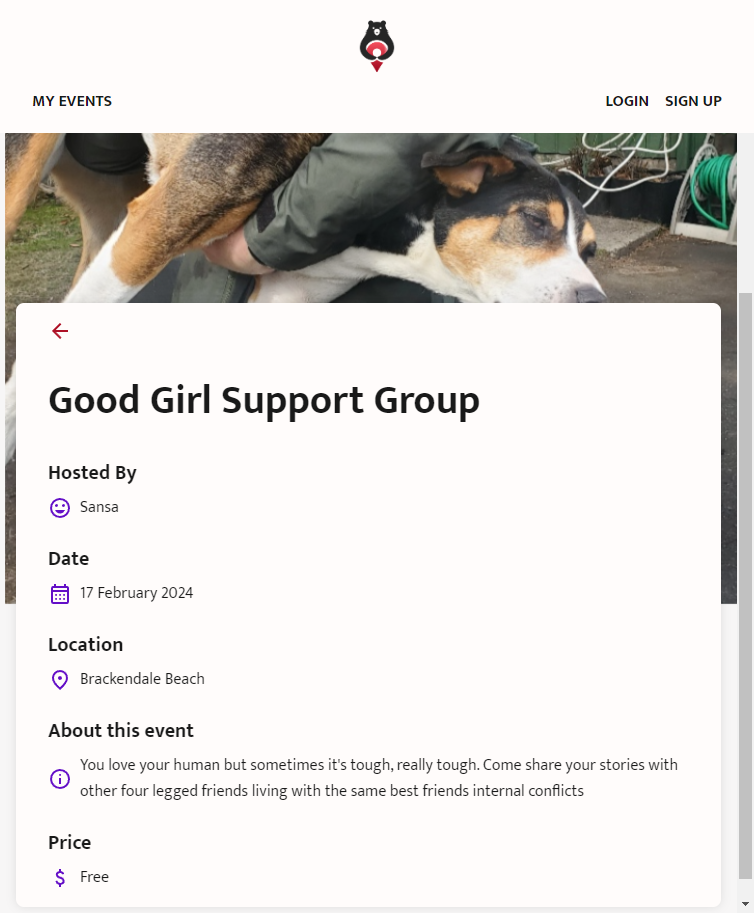 MY EVENTS
LOGIN SIGN UP
Good Girl Support Group
Hosted By
Sansa
Date
17 February 2024
Location
Brackendale Beach
About this event
You love your human but sometimes it's tough, really tough. Come share your stories with
other four legged friends living with the same best friends internal conflicts
Price
$ Free